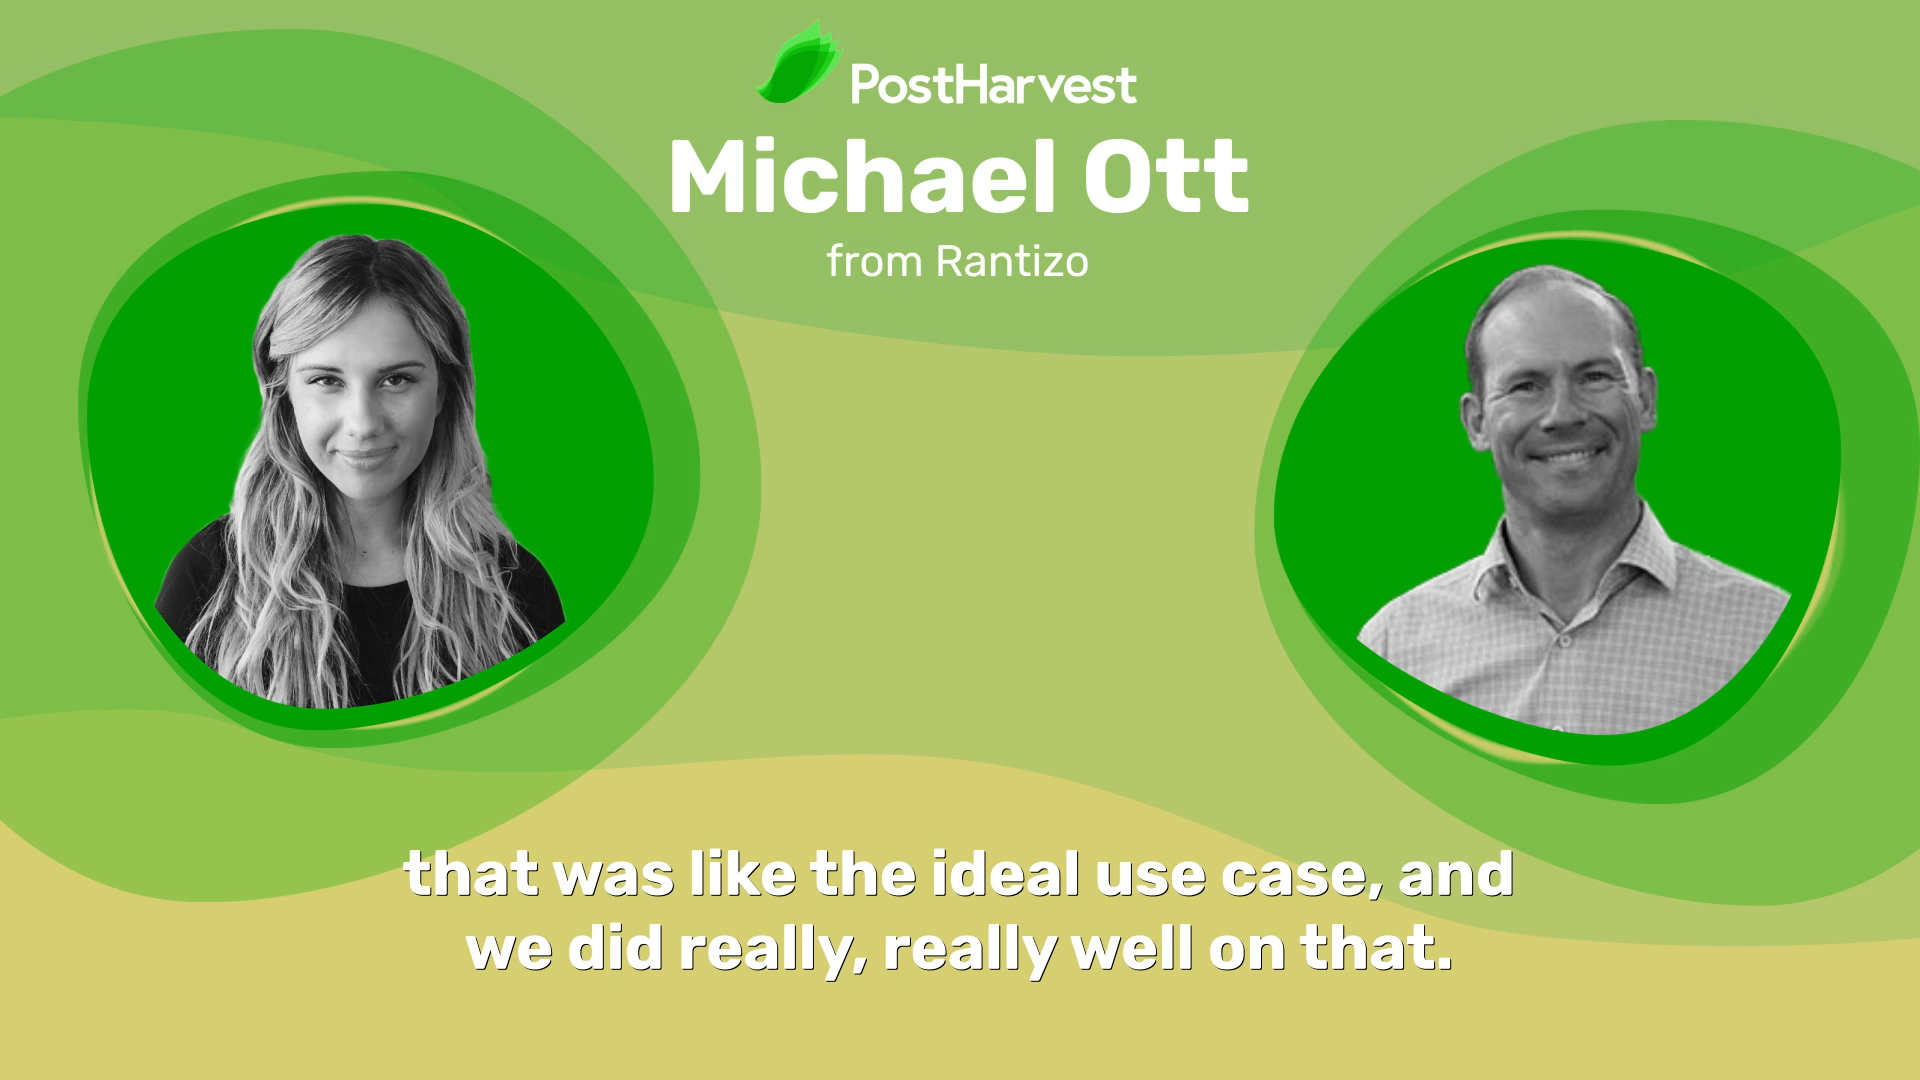 PostHarvest
Michael Ott
from Rantizo
that was like the ideal use case, and
we did really, really well on that.